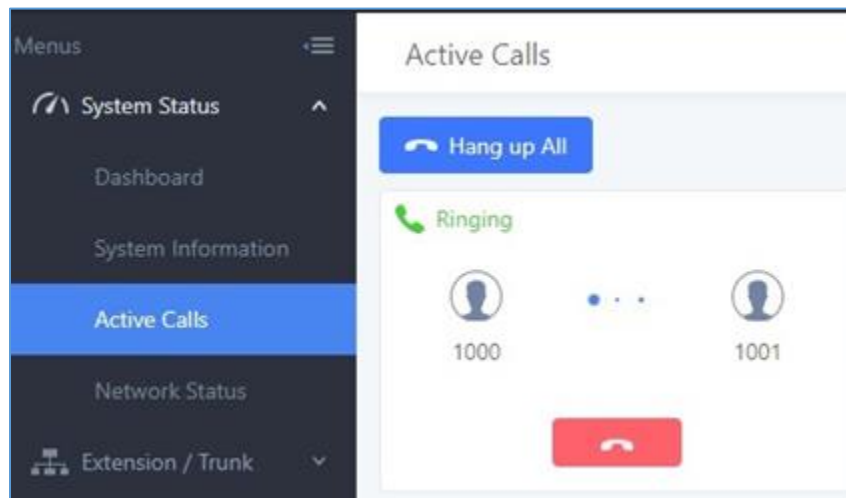 Menus
System Status
Dashboard
System Information
Active Calls
Network Status
Extension / Trunk
Active Calls
Hang up All
Ringing
1000
1001